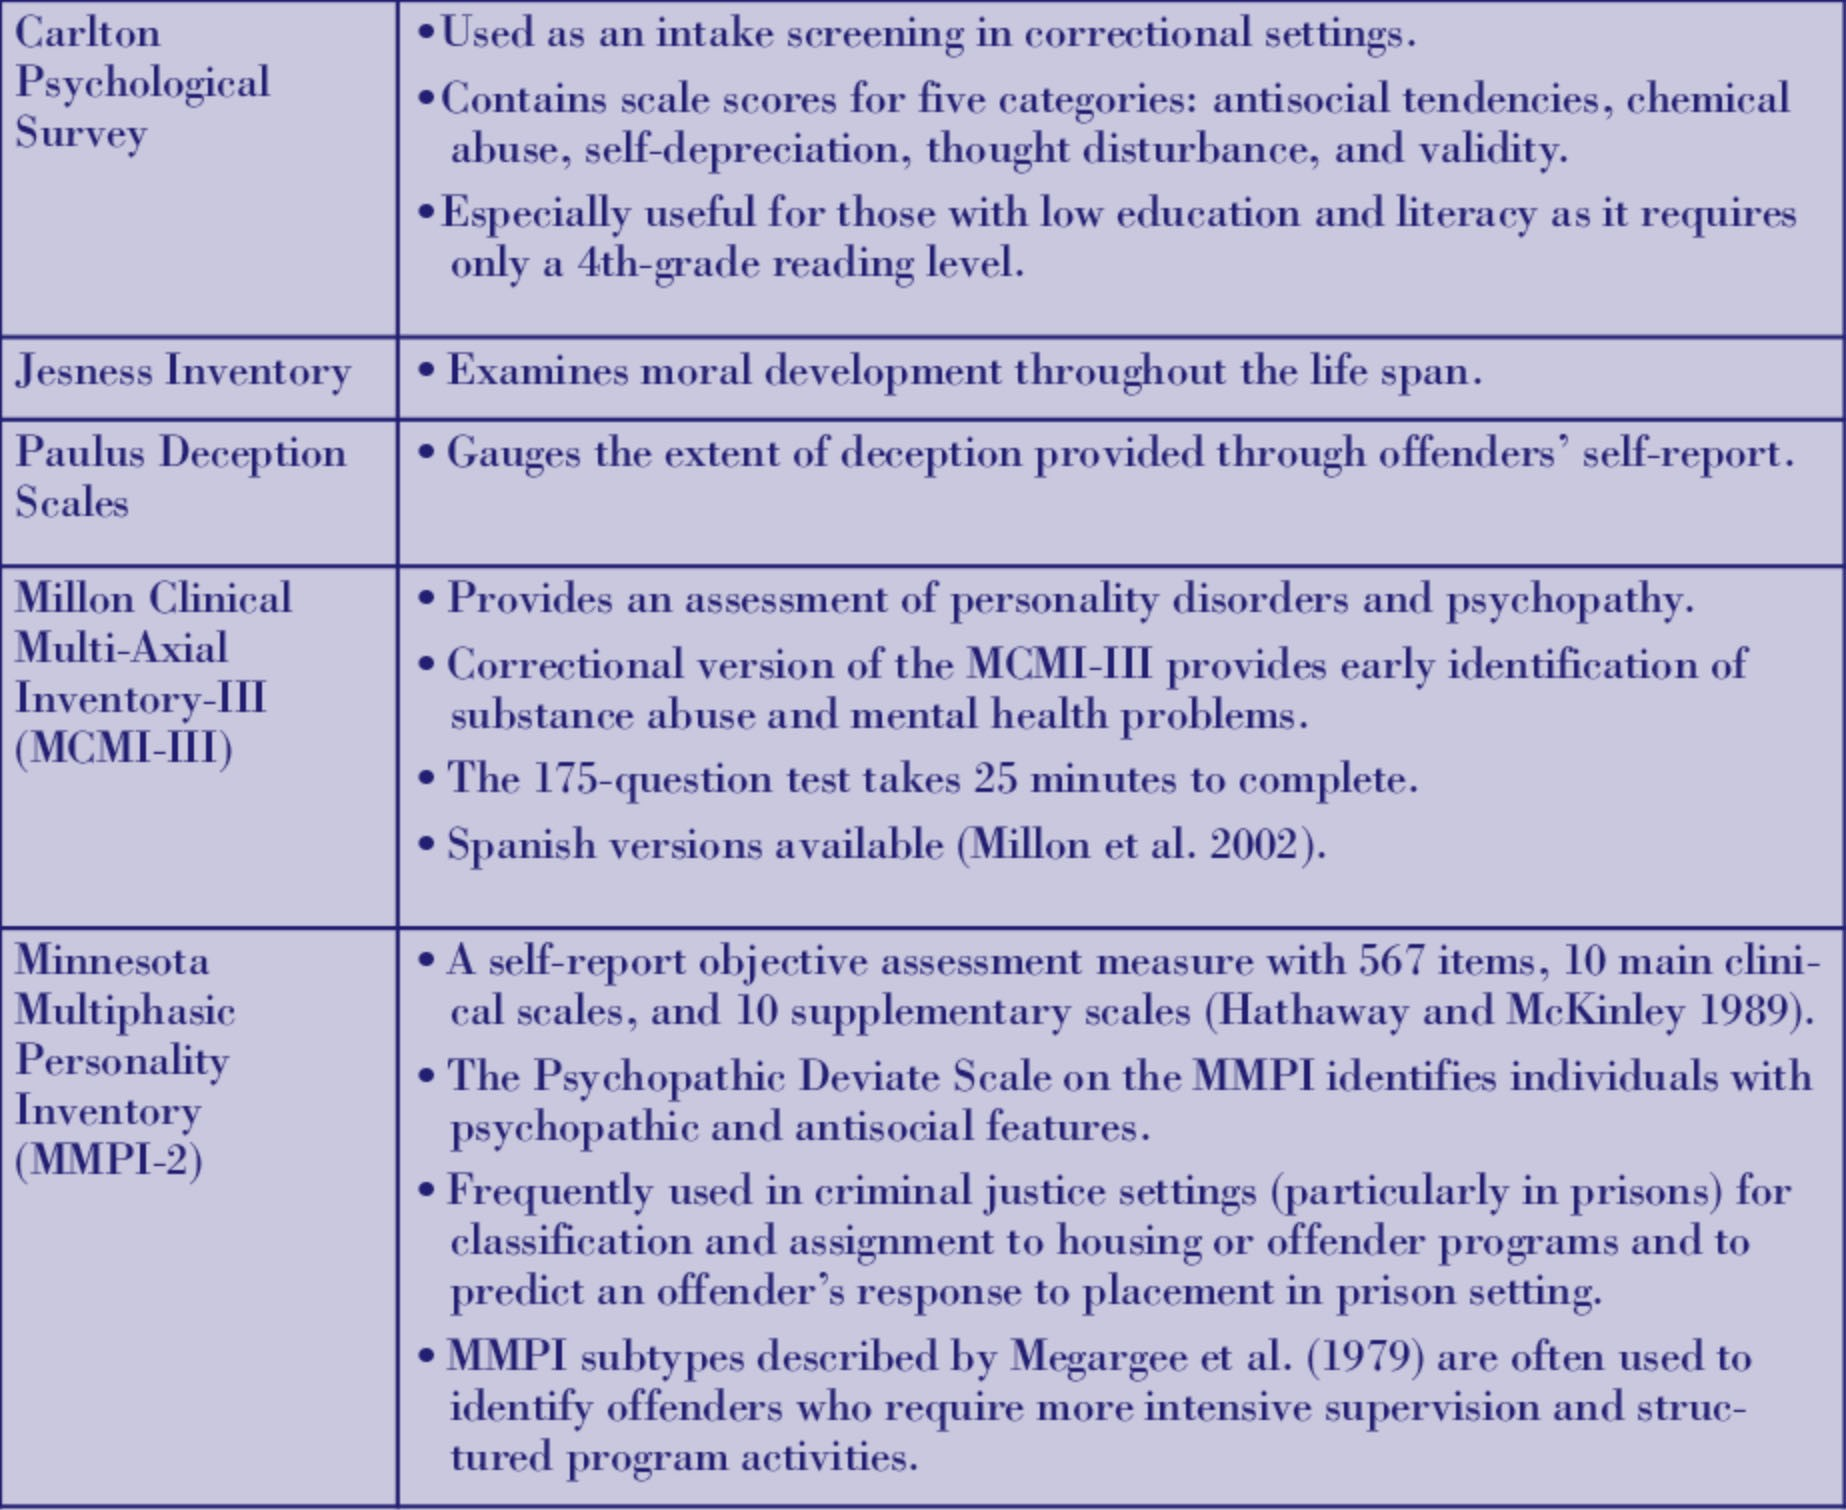 Carlton
Psychological
Survey
•Used as an intake screening in correctional settings.
•Contains scale scores for five categories: antisocial tendencies, chemical
abuse, self-depreciation, thought disturbance, and validity.
•Especially useful for those with low education and literacy as it requires
only a 4th-grade reading level.
Jesness Inventory
• Examines moral development throughout the life span.
Paulus Deception
Scales
• Gauges the extent of deception provided through offenders’ self-report.
Millon Clinical
Multi-Axial
Inventory-III
(MCMI-III)
• Provides an assessment of personality disorders and psychopathy.
• Correctional version of the MCMI-III provides early identification of
substance abuse and mental health problems.
• The 175-question test takes 25 minutes to complete.
• Spanish versions available (Millon et al. 2002).
Minnesota
Multiphasic
Personality
Inventory
(MMPI-2)
• A self-report objective assessment measure with 567 items, 10 main clini-
cal scales, and 10 supplementary scales (Hathaway and McKinley 1989).
• The Psychopathic Deviate Scale on the MMPI identifies individuals with
psychopathic and antisocial features.
• Frequently used in criminal justice settings (particularly in prisons) for
classification and assignment to housing or offender programs and to
predict an offender’s response to placement in prison setting.
• MMPI subtypes described by Megargee et al. (1979) are often used to
identify offenders who require more intensive supervision and struc-
tured program activities.